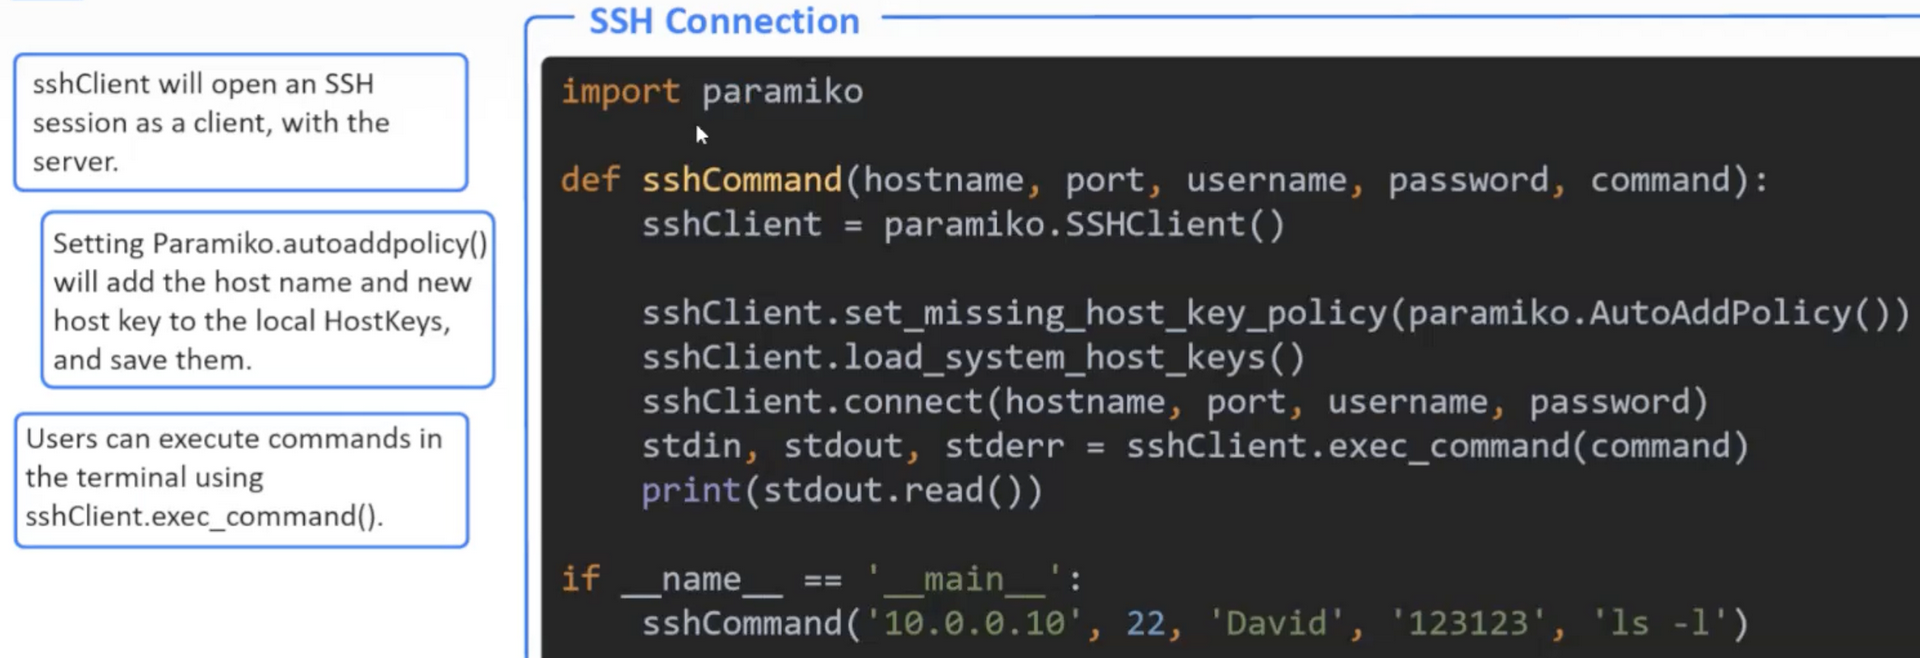 SSH Connection
sshClient will open an SSH
session as a client, with the
server.
Setting Paramiko.autoaddpolicy()
will add the host name and new
host key to the local HostKeys,
and save them.
Users can execute commands in
the terminal using
sshClient.exec_command().
import paramiko
def sshCommand(hostname, port, username, password, command):
    sshClient = paramiko.SSHClient()
    sshClient.set_missing_host_key_policy(paramiko.AutoAddPolicy())
    sshClient.load_system_host_keys()
    sshClient.connect(hostname, port, username, password)
    stdin, stdout, stderr = sshClient.exec_command(command)
    print(stdout.read())
if __name__ == '__main__':
    sshCommand('10.0.0.10', 22, 'David', '123123', 'ls -l')